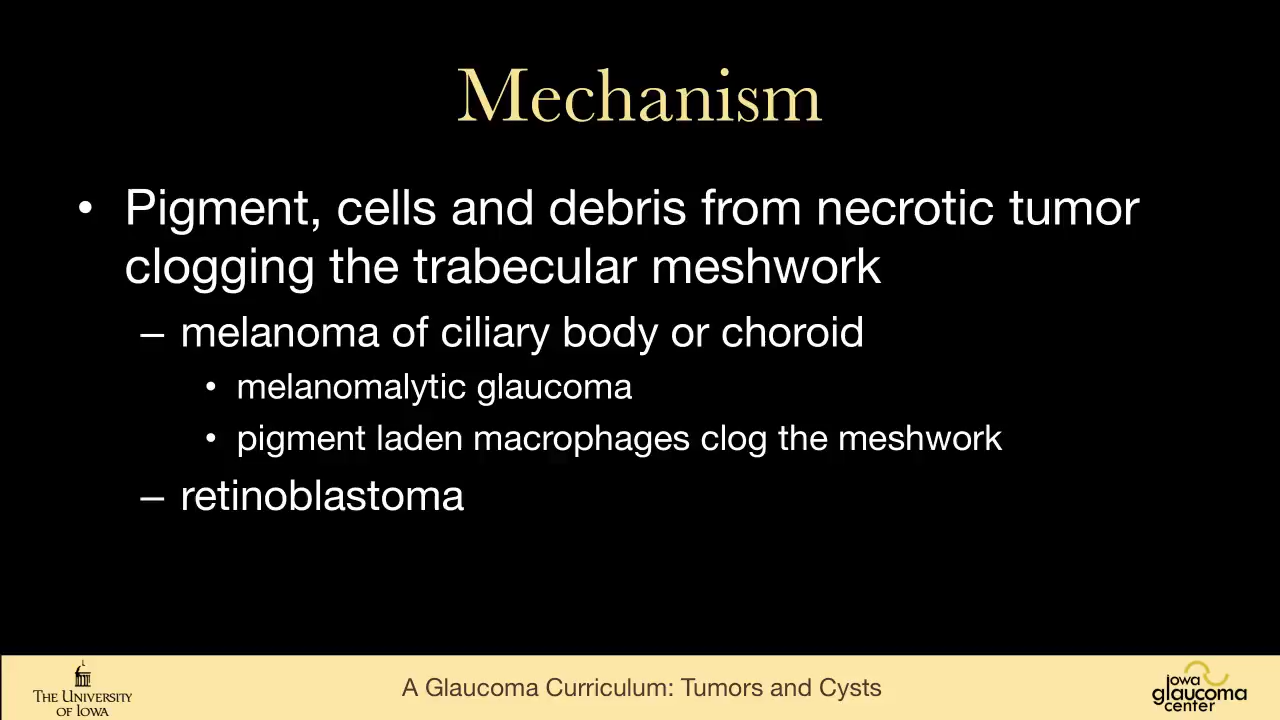 Mechanism
• Pigment, cells and debris from necrotic tumor
clogging the trabecular meshwork
– melanoma of ciliary body or choroid
• melanomalytic glaucoma
• pigment laden macrophages clog the meshwork
– retinoblastoma
THE UNIVERSITY
OF IOWA
A Glaucoma Curriculum: Tumors and Cysts
iowa
glaucoma
center